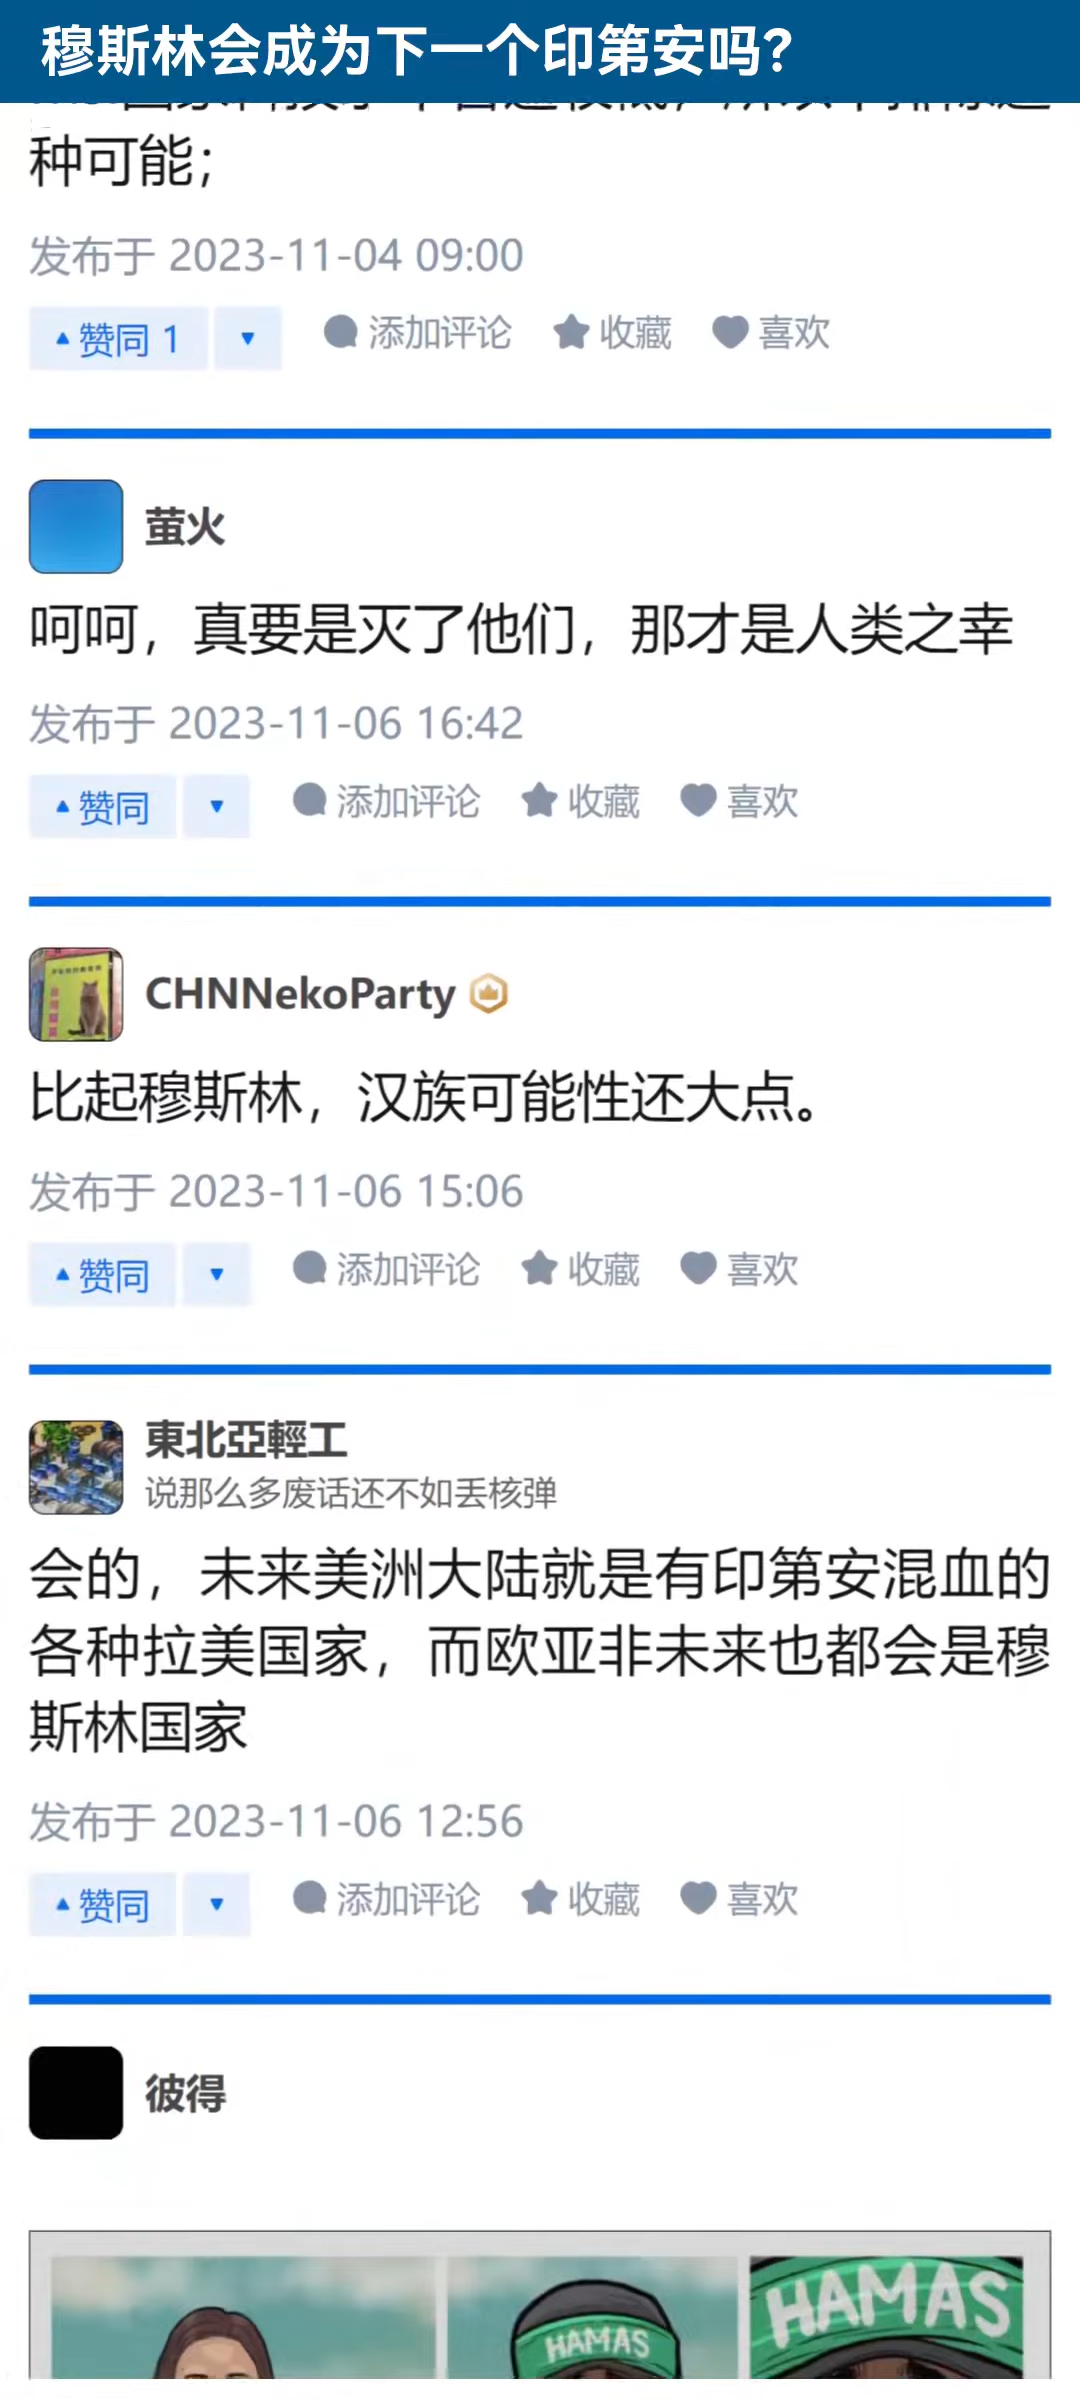 穆斯林会成为下一个印第安吗？
种可能；
发布于 2023-11-04 09:00
赞同 1 添加评论 收藏 喜欢
萤火
呵呵，真要是灭了他们，那才是人类之幸
发布于 2023-11-06 16:42
赞同 添加评论 收藏 喜欢
CHNNekoParty
比起穆斯林，汉族可能性还大点。
发布于 2023-11-06 15:06
赞同 添加评论 收藏 喜欢
東北亞輕工
说那么多废话还不如丢核弹
会的，未来美洲大陆就是有印第安混血的
各种拉美国家，而欧亚非未来也都会是穆
斯林国家
发布于 2023-11-06 12:56
赞同 添加评论 收藏 喜欢
彼得
HAMAS
HAMAS